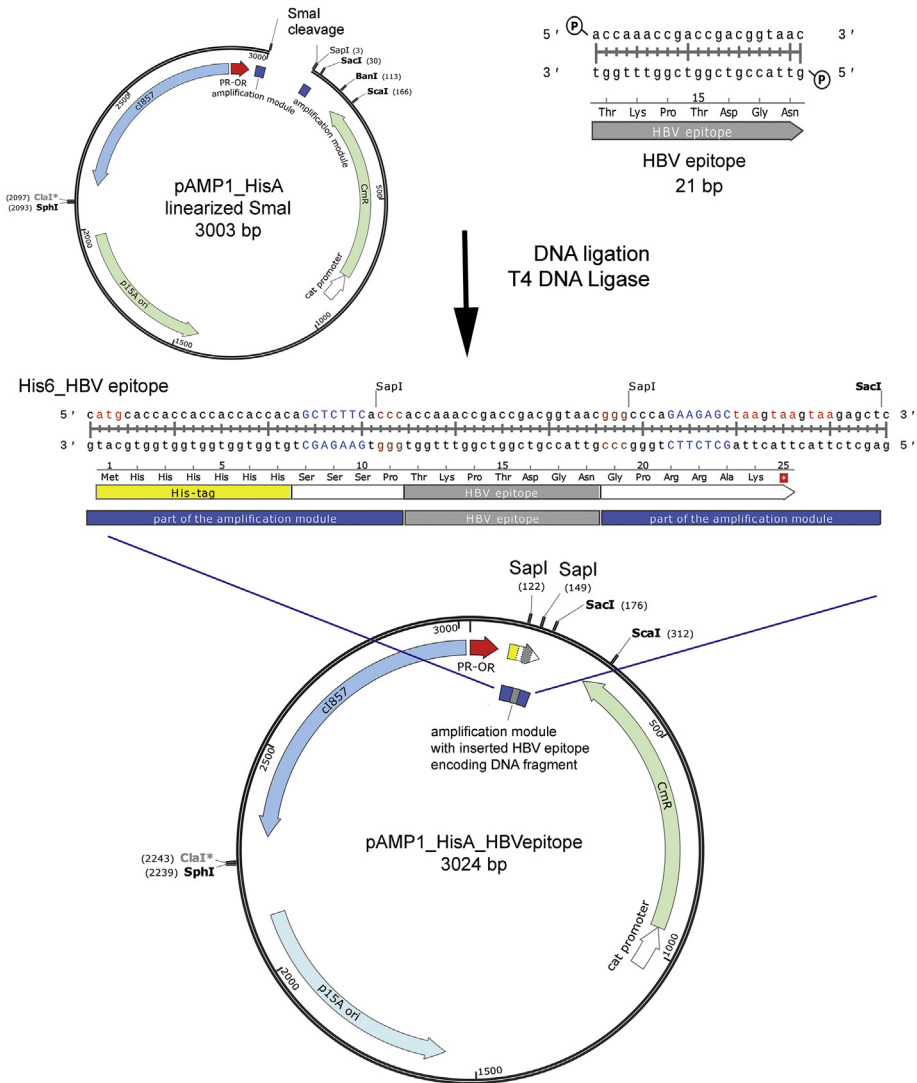 SmaI
cleavage
3000
SapI (3)
SacI (30)
BanI (113)
ScaI (166)
PR-OR
amplification module
amplification module
cI857
2500
CmR
500
pAMP1_HisA
linearized SmaI
3003 bp
(2097) ClaI*
(2093) SphI
2000
p15A ori
cat promoter
1000
1500
5 ′ P accaaaccgaccgacggtaac 3 ′
3 ′ tggtttggctggctgccattg P 5 ′
15
Thr Lys Pro Thr Asp Gly Asn
HBV epitope
HBV epitope
21 bp
DNA ligation
T4 DNA Ligase
His6_HBV epitope
SapI SapI SacI
5 ′ catgcaccaccaccaccaccacaGCTCTTCacccaccaaaccgaccgacggtaacgggcccaGAAGAGCtaagtaagtaagagctc 3 ′
3 ′ gtacgtggtggtggtggtggtgtCGAGAAGtgggtggtttggctggctgccattgcccgggtCTTCTCGattcattcattctcgag 5 ′
1 5 10 15 20 25
Met His His His His His His Ser Ser Ser Pro Thr Lys Pro Thr Asp Gly Asn Gly Pro Arg Arg Ala Lys *
His-tag HBV epitope
part of the amplification module HBV epitope part of the amplification module
SapI SapI
(122) (149)
SacI (176)
ScaI (312)
3000
PR-OR
cI857
amplification module
with inserted HBV epitope
encoding DNA fragment
500
2500
CmR
pAMP1_HisA_HBVepitope
3024 bp
(2243) ClaI*
(2239) SphI
cat promoter
1000
2000
p15A ori
1500